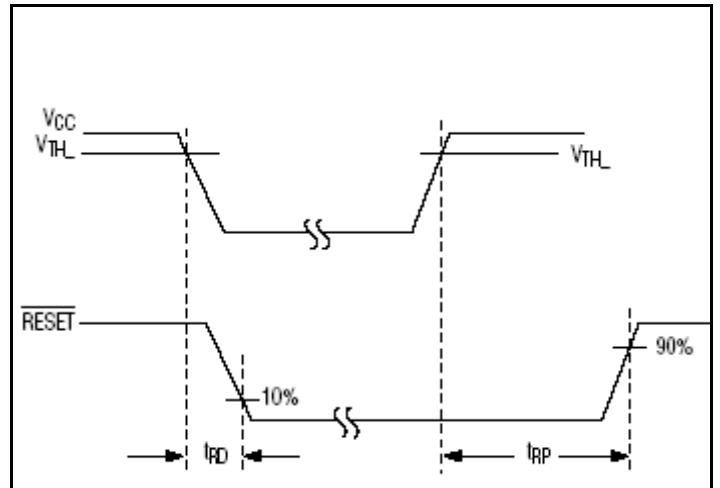 VCC
VTH_
VTH_
RESET
90%
10%
tRD
tRP